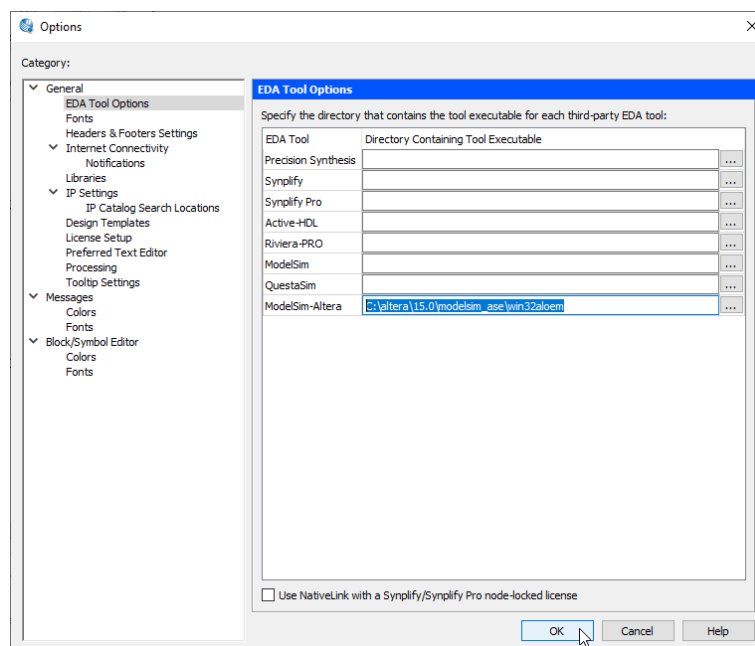 Options
Category:
General
EDA Tool Options
Fonts
Headers & Footers Settings
Internet Connectivity
Notifications
Libraries
IP Settings
IP Catalog Search Locations
Design Templates
License Setup
Preferred Text Editor
Processing
Tooltip Settings
Messages
Colors
Fonts
Block/Symbol Editor
Colors
Fonts
EDA Tool Options
Specify the directory that contains the tool executable for each third-party EDA tool:
EDA Tool Directory Containing Tool Executable
Precision Synthesis ...
Synplify ...
Synplify Pro ...
Active-HDL ...
Riviera-PRO ...
ModelSim ...
QuestaSim ...
ModelSim-Altera C:\altera\15.0\modelsim_ase\win32aloem ...
Use NativeLink with a Synplify/Synplify Pro node-locked license
OK Cancel Help